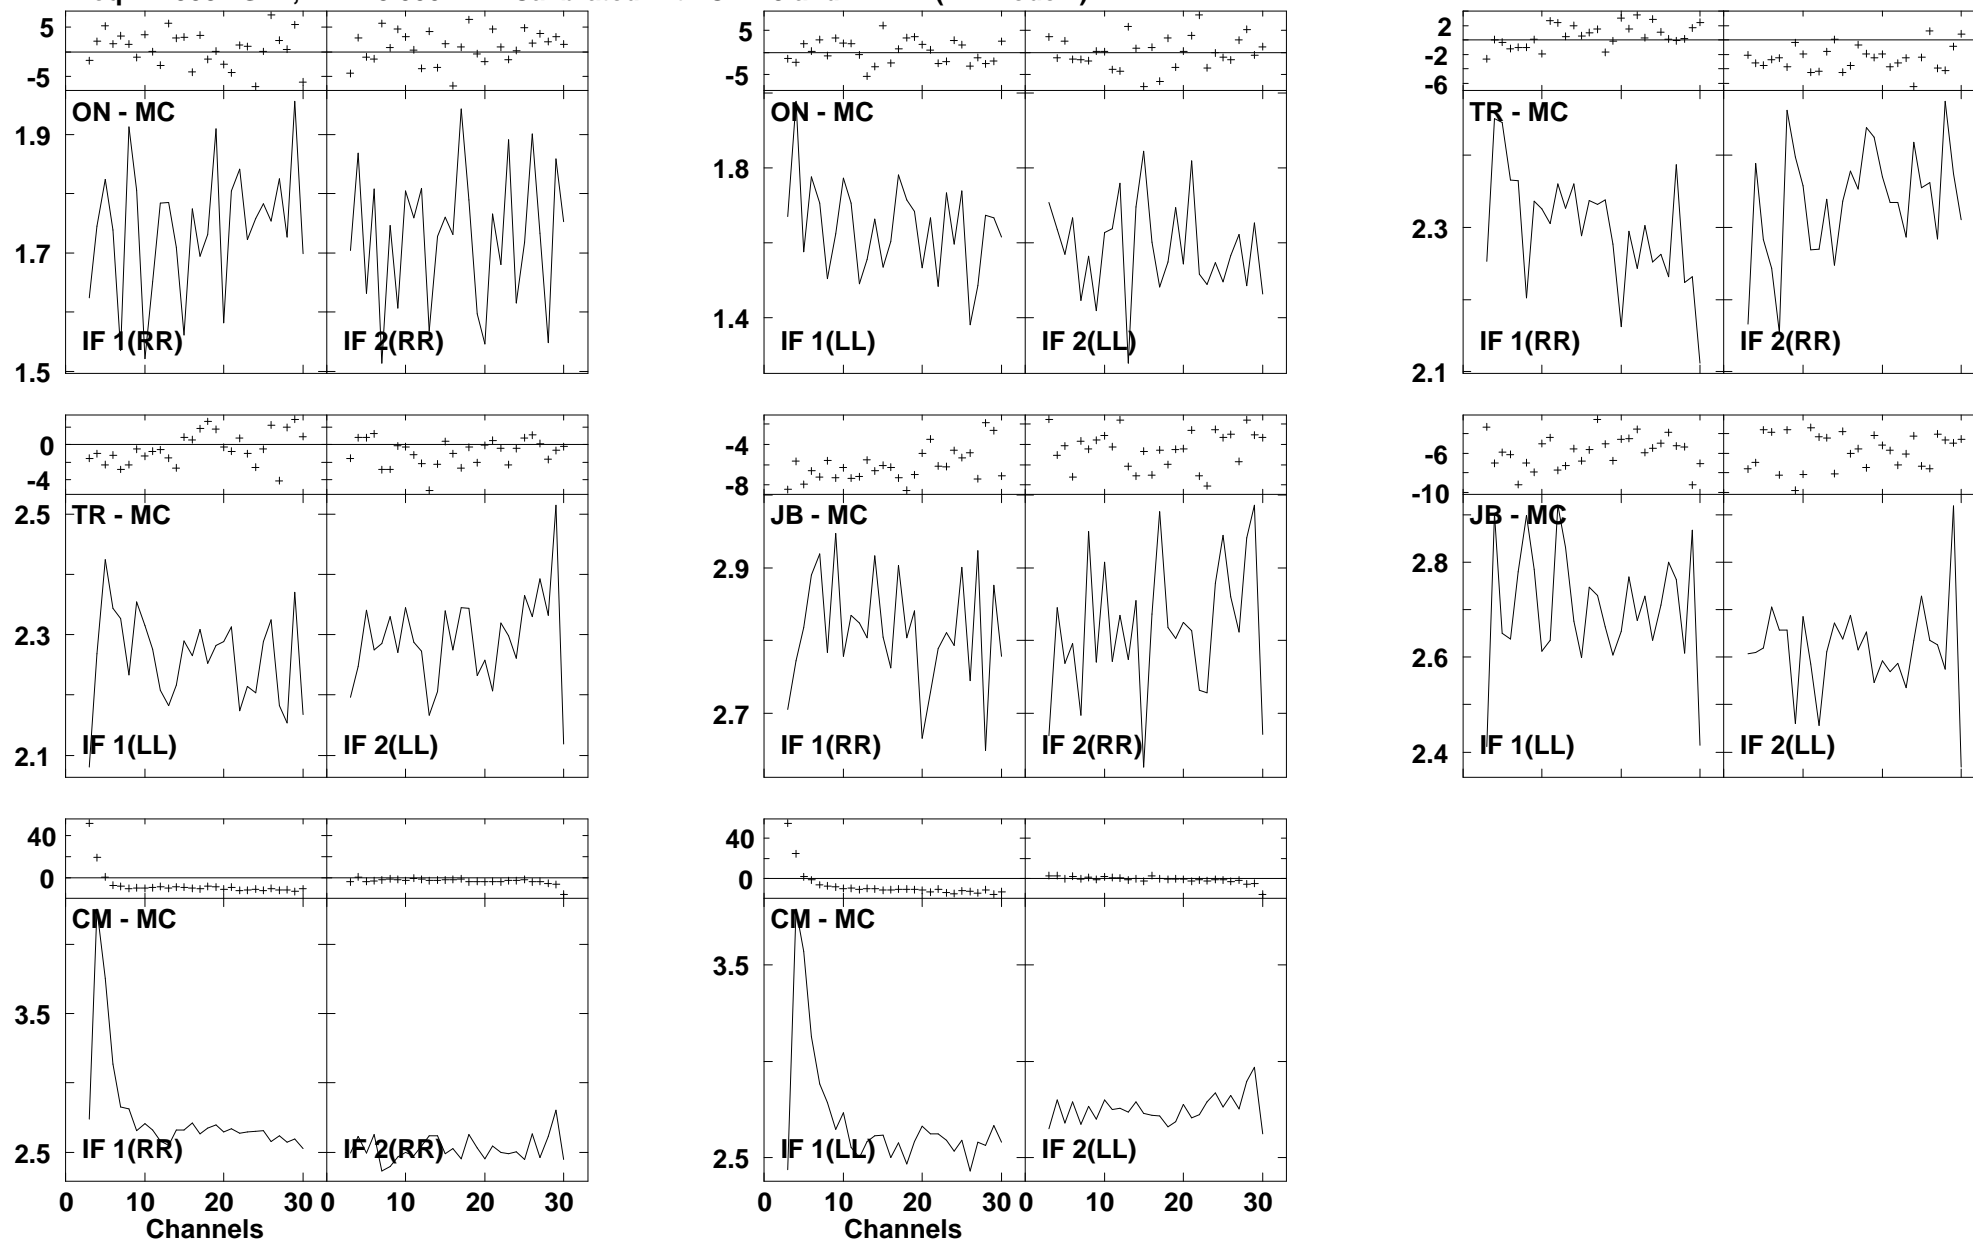 5
-5
ON - MC
1.9
1.7
1.5
IF 1(RR)
IF 2(RR)
5
-5
ON - MC
1.8
1.4
IF 1(LL)
IF 2(LL)
2
-2
-6
TR - MC
2.3
2.1
IF 1(RR)
IF 2(RR)
0
-4
TR - MC
2.5
2.3
2.1
IF 1(LL)
IF 2(LL)
-4
-8
JB - MC
2.9
2.7
IF 1(RR)
IF 2(RR)
-6
-10
JB - MC
2.8
2.6
2.4
IF 1(LL)
IF 2(LL)
40
0
CM - MC
3.5
2.5
IF 1(RR)
IF 2(RR)
0 10 20 30 0 10 20 30
Channels
40
0
CM - MC
3.5
2.5
IF 1(LL)
IF 2(LL)
0 10 20 30 0 10 20 30
Channels